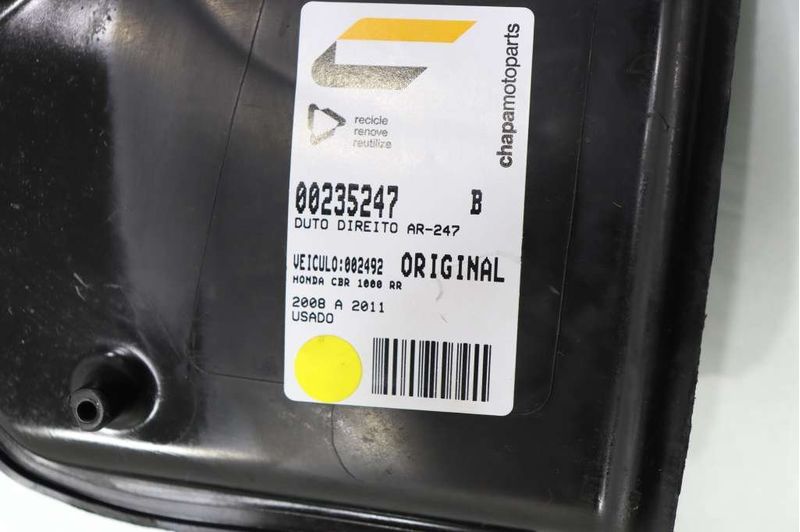 chapamotoparts
recicle
renove
reutilize
00235247 B
DUTO DIREITO AR-247
VEICULO:002492 ORIGINAL
HONDA CBR 1000 RR
2008 A 2011
USADO